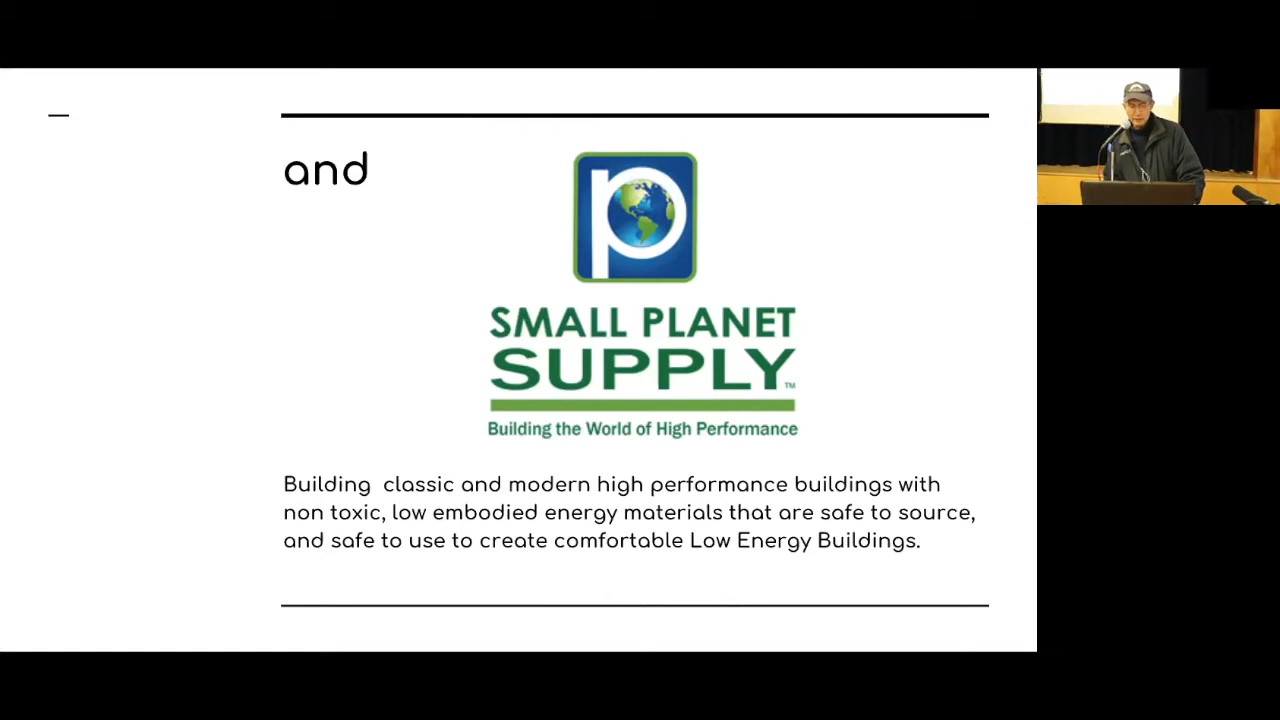 and
p
SMALL PLANET
SUPPLY™
Building the World of High Performance
Building classic and modern high performance buildings with
non toxic, low embodied energy materials that are safe to source,
and safe to use to create comfortable Low Energy Buildings.